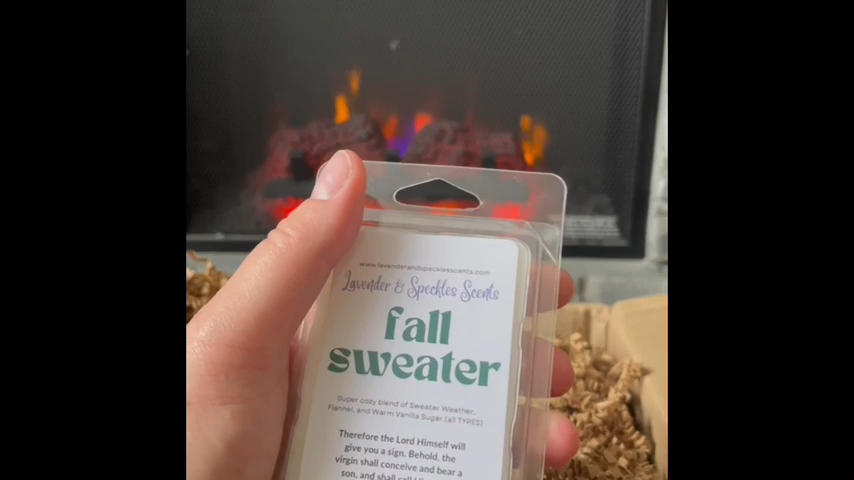 www.lavenderandspecklesscents.com
Lavender & Speckles Scents
fall
sweater
Super cozy blend of Sweater Weather,
Flannel, and Warm Vanilla Sugar (all TYPES)
Therefore the Lord Himself will
give you a sign. Behold, the
virgin shall conceive and bear a
son, and shall call